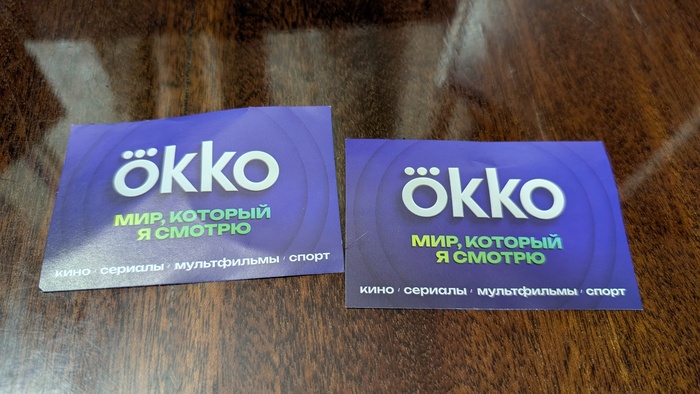 ökko
МИР, КОТОРЫЙ
Я СМОТРЮ
кино / сериалы / мультфильмы / спорт
ökko
МИР, КОТОРЫЙ
Я СМОТРЮ
кино / сериалы / мультфильмы / спорт